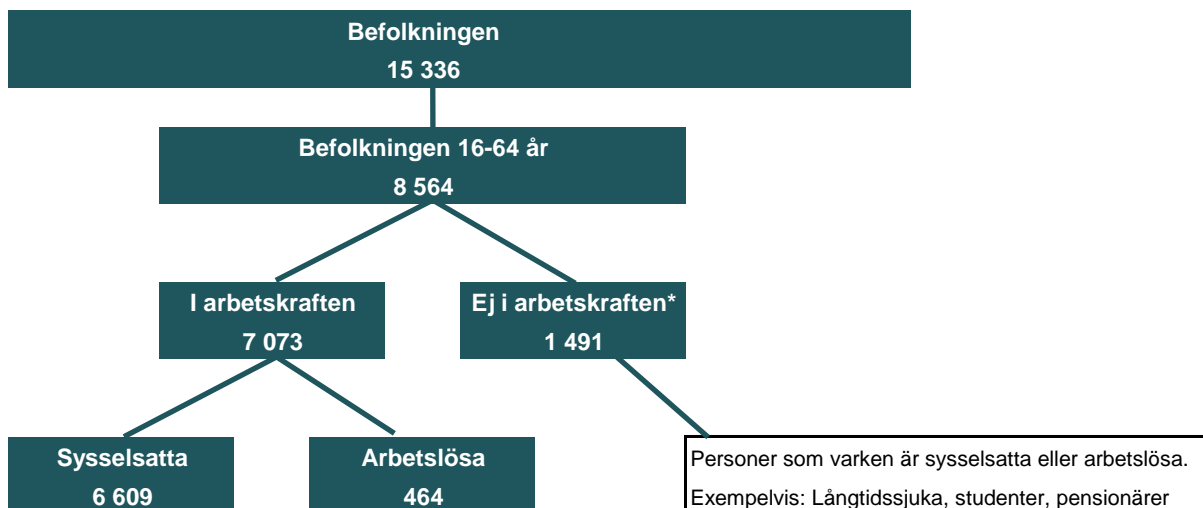 Befolkningen
15 336
Befolkningen 16-64 år
8 564
I arbetskraften
7 073
Ej i arbetskraften*
1 491
Sysselsatta
6 609
Arbetslösa
464
Personer som varken är sysselsatta eller arbetslösa.
Exempelvis: Långtidssjuka, studenter, pensionärer